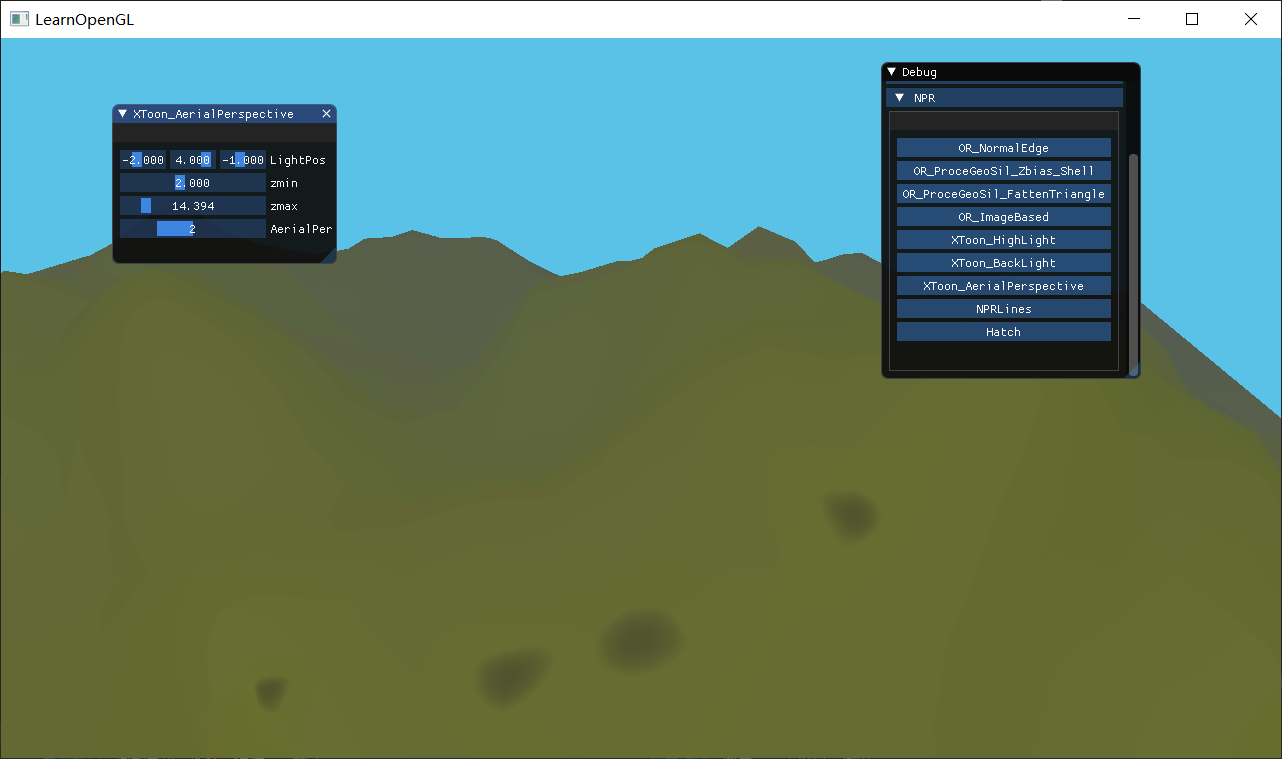 LearnOpenGL
XToon_AerialPerspective
-2.000 4.000 -1.000 LightPos
2.000 zmin
14.394 zmax
2 AerialPer
Debug
NPR
OR_NormalEdge
OR_ProceGeoSil_Zbias_Shell
OR_ProceGeoSil_FattenTriangle
OR_ImageBased
XToon_HighLight
XToon_BackLight
XToon_AerialPerspective
NPRLines
Hatch